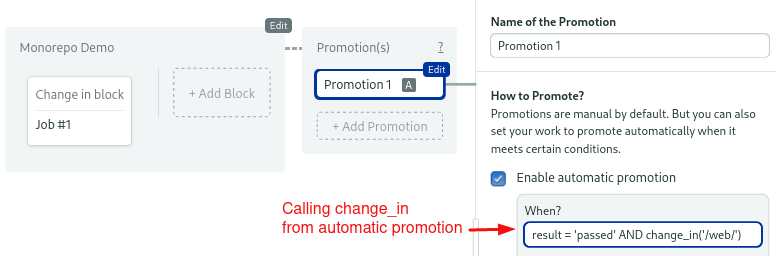 Edit
Monorepo Demo
Change in block
Job #1
+ Add Block
Promotion(s) ?
Edit
Promotion 1 A
+ Add Promotion
Name of the Promotion
Promotion 1
How to Promote?
Promotions are manual by default. But you can also
set your work to promote automatically when it
meets certain conditions.
Enable automatic promotion
When?
result = 'passed' AND change_in('/web/')
Calling change_in
from automatic promotion